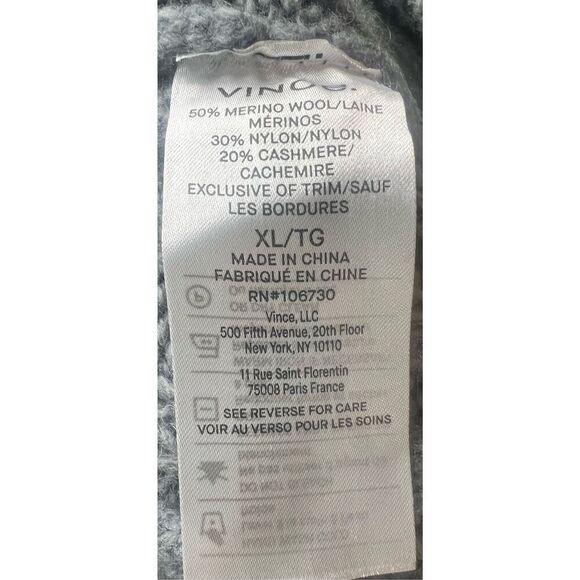 VINCE.
50% MERINO WOOL/LAINE
MÉRINOS
30% NYLON/NYLON
20% CASHMERE/
CACHEMIRE
EXCLUSIVE OF TRIM/SAUF
LES BORDURES
XL/TG
MADE IN CHINA
FABRIQUÉ EN CHINE
RN#106730
Vince, LLC
500 Fifth Avenue, 20th Floor
New York, NY 10110
11 Rue Saint Florentin
75008 Paris France
SEE REVERSE FOR CARE
VOIR AU VERSO POUR LES SOINS